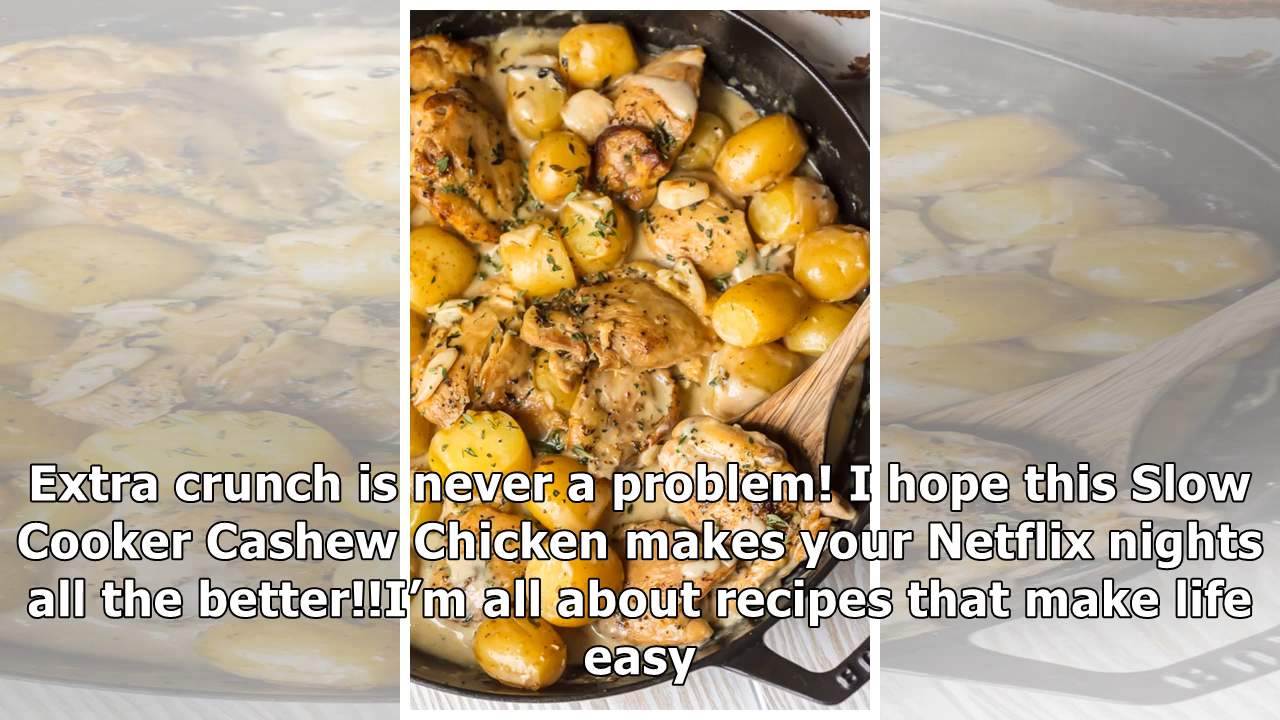 Extra crunch is never a problem! I hope this Slow
Cooker Cashew Chicken makes your Netflix nights
all the better!!I’m all about recipes that make life
easy